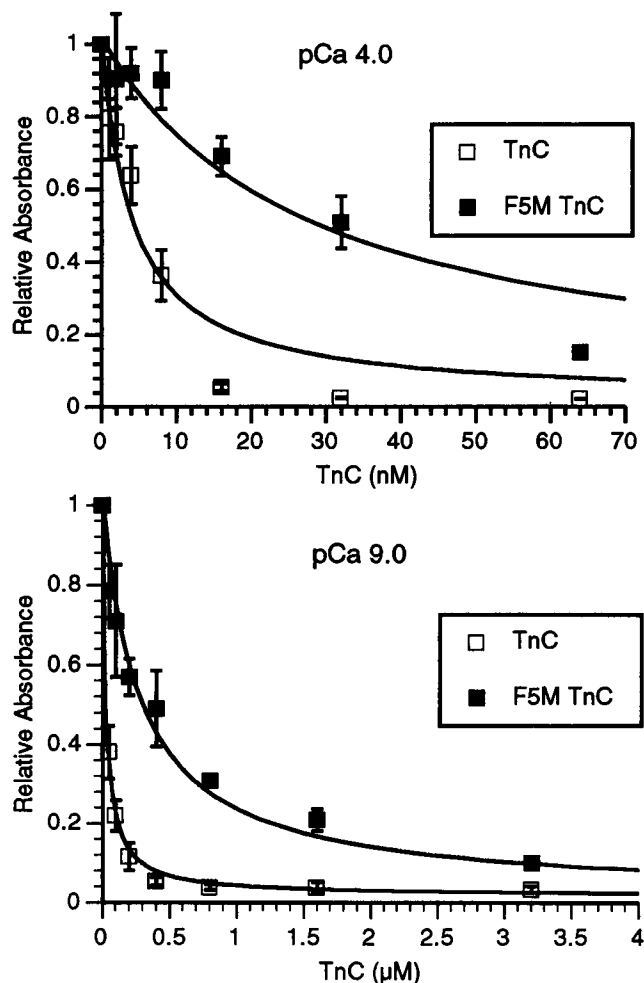 pCa 4.0
1
0.8
0.6
0.4
0.2
0
Relative Absorbance
TnC
F5M TnC
0 10 20 30 40 50 60 70
TnC (nM)
pCa 9.0
1
0.8
0.6
0.4
0.2
0
Relative Absorbance
TnC
F5M TnC
0 0.5 1 1.5 2 2.5 3 3.5 4
TnC (μM)